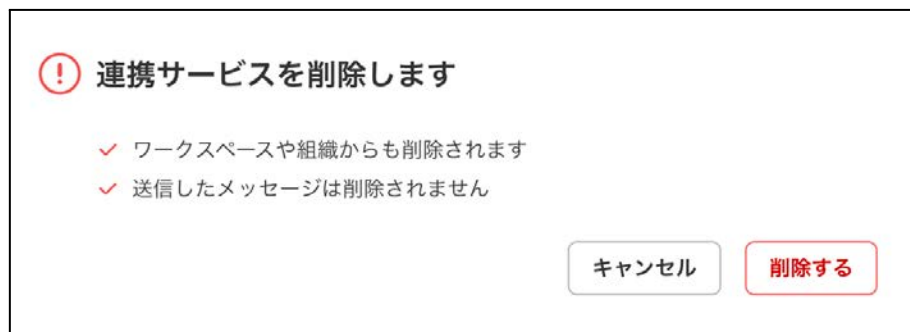 連携サービスを削除します
ワークスペースや組織からも削除されます
送信したメッセージは削除されません
キャンセル
削除する